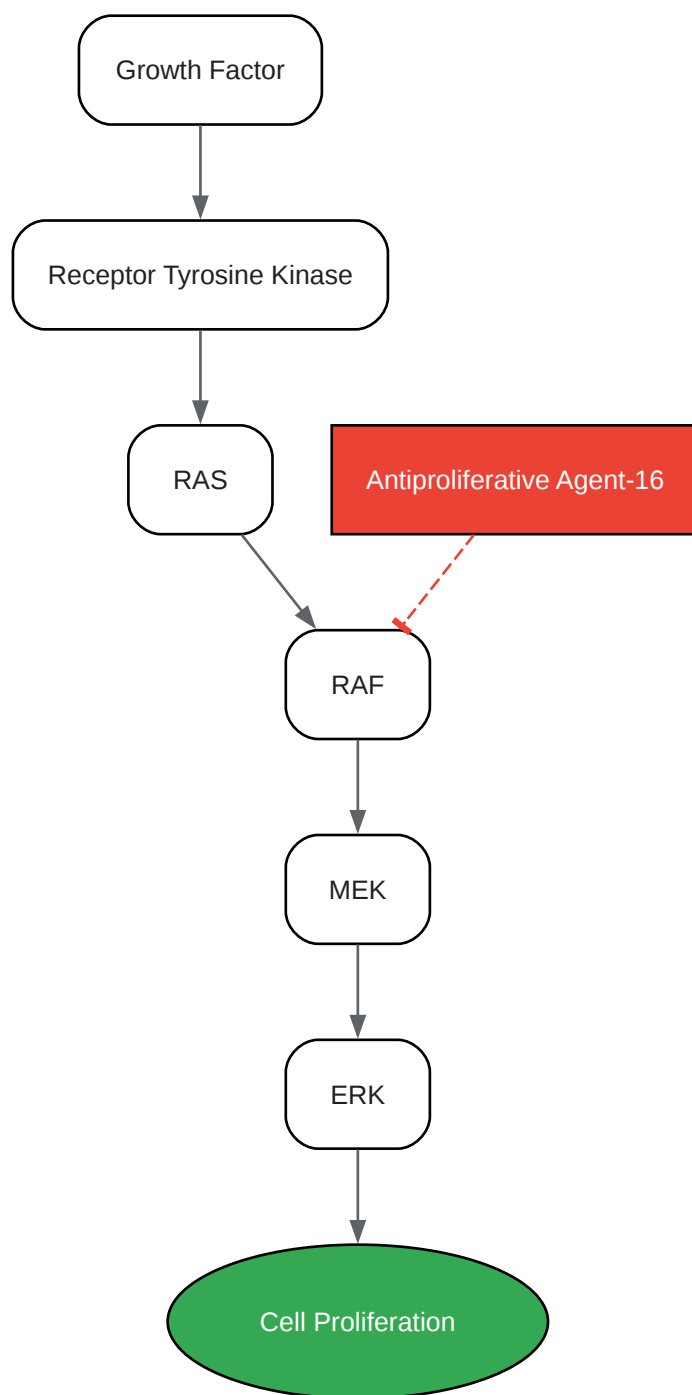 Growth Factor
Receptor Tyrosine Kinase
RAS
Antiproliferative Agent-16
RAF
MEK
ERK
Cell Proliferation